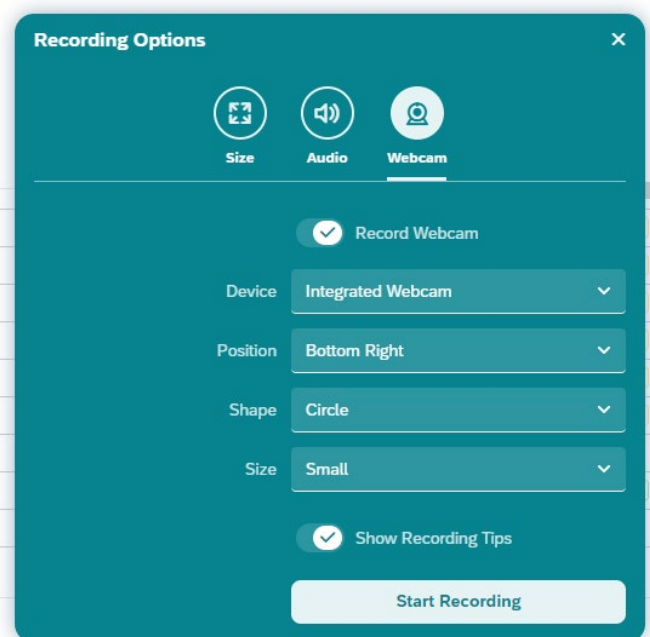 Recording Options
Size Audio Webcam
Record Webcam
Device Integrated Webcam
Position Bottom Right
Shape Circle
Size Small
Show Recording Tips
Start Recording